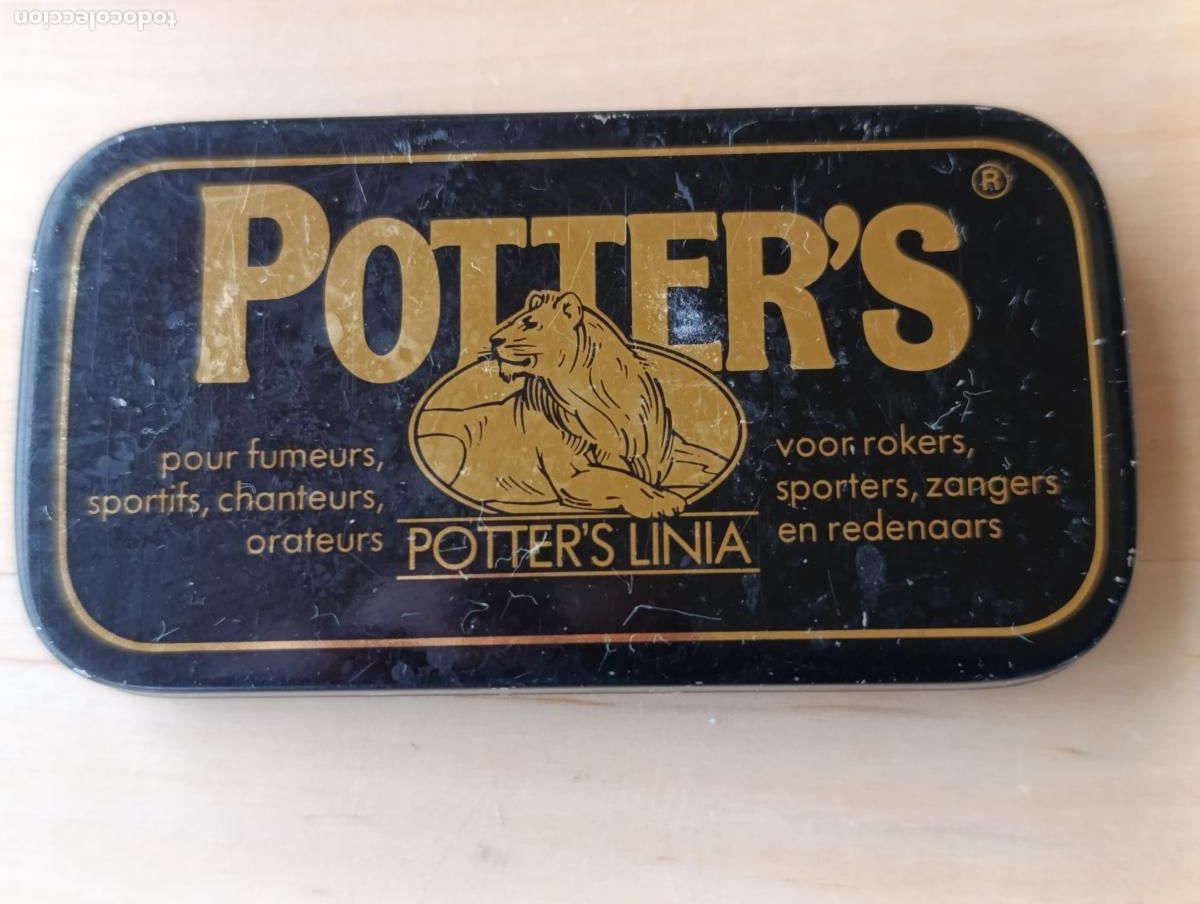 todocoleccion
POTTER'S ®
pour fumeurs,
sportifs, chanteurs,
orateurs
POTTER'S LINIA
voor rokers,
sporters, zangers
en redenaars